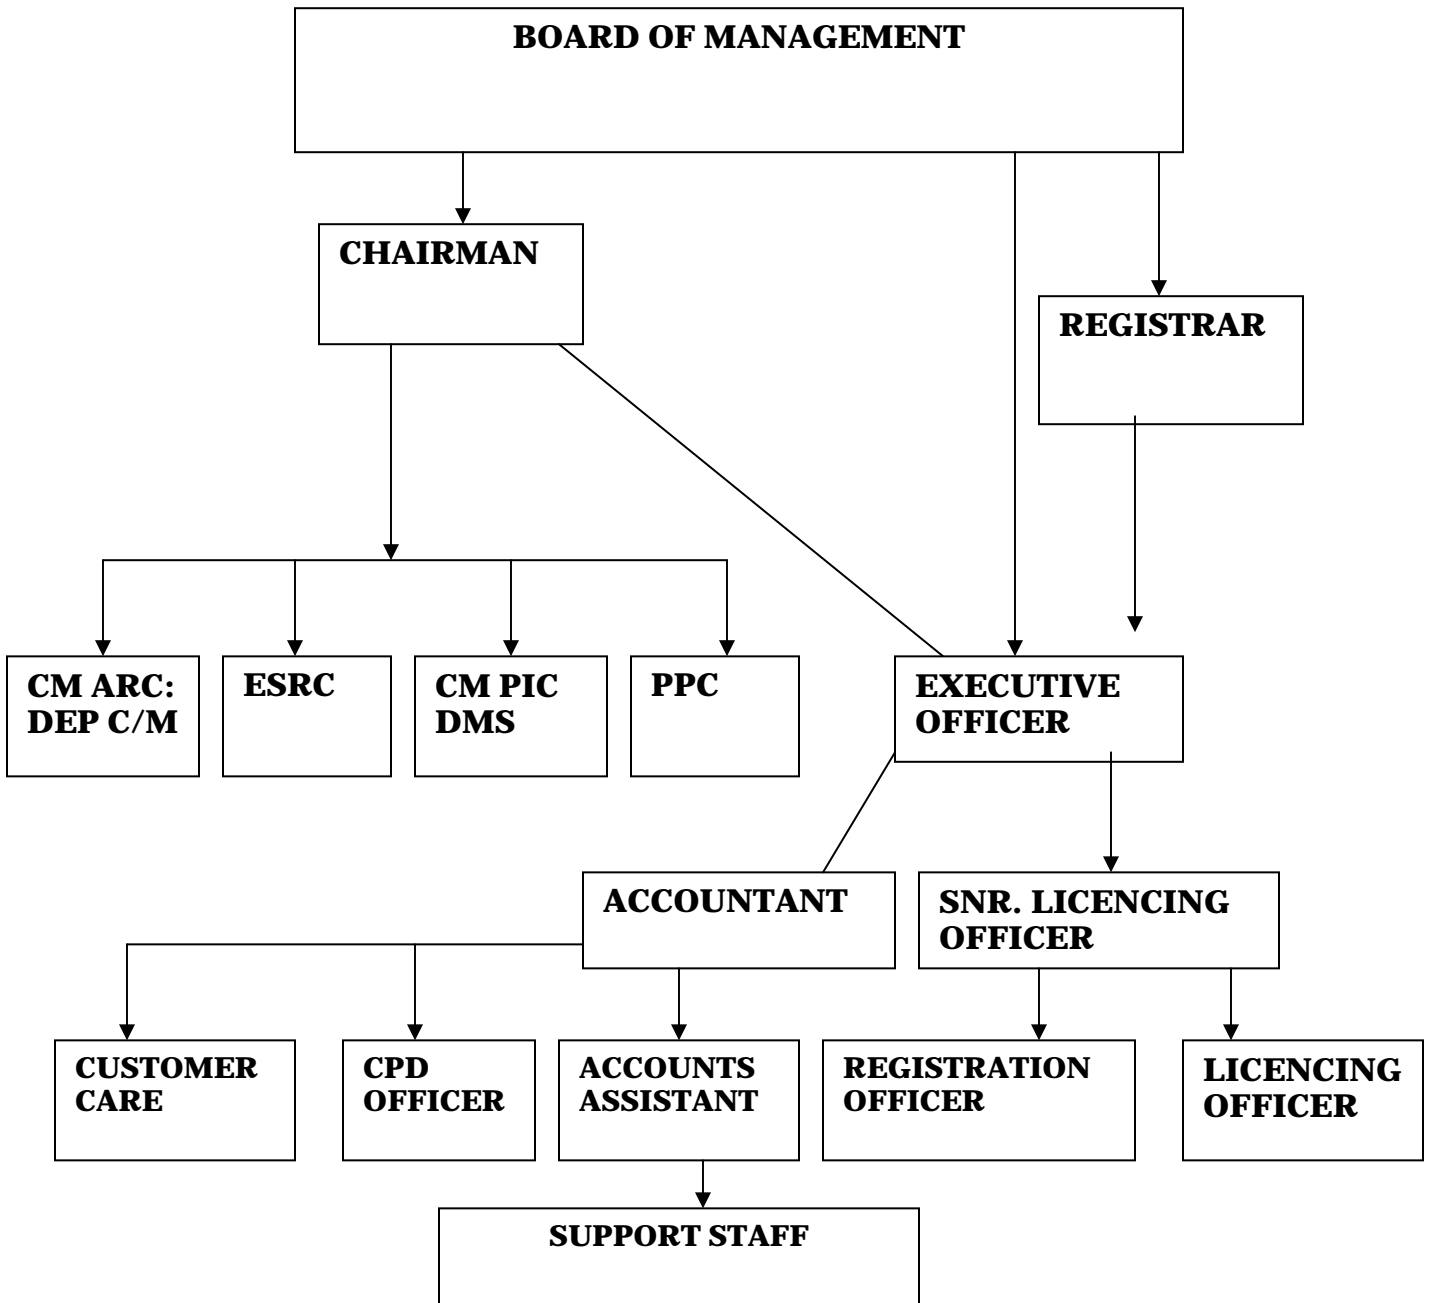 BOARD OF MANAGEMENT
CHAIRMAN
REGISTRAR
CM ARC:
DEP C/M
ESRC
CM PIC
DMS
PPC
EXECUTIVE
OFFICER
ACCOUNTANT
SNR. LICENCING
OFFICER
CUSTOMER
CARE
CPD
OFFICER
ACCOUNTS
ASSISTANT
REGISTRATION
OFFICER
LICENCING
OFFICER
SUPPORT STAFF